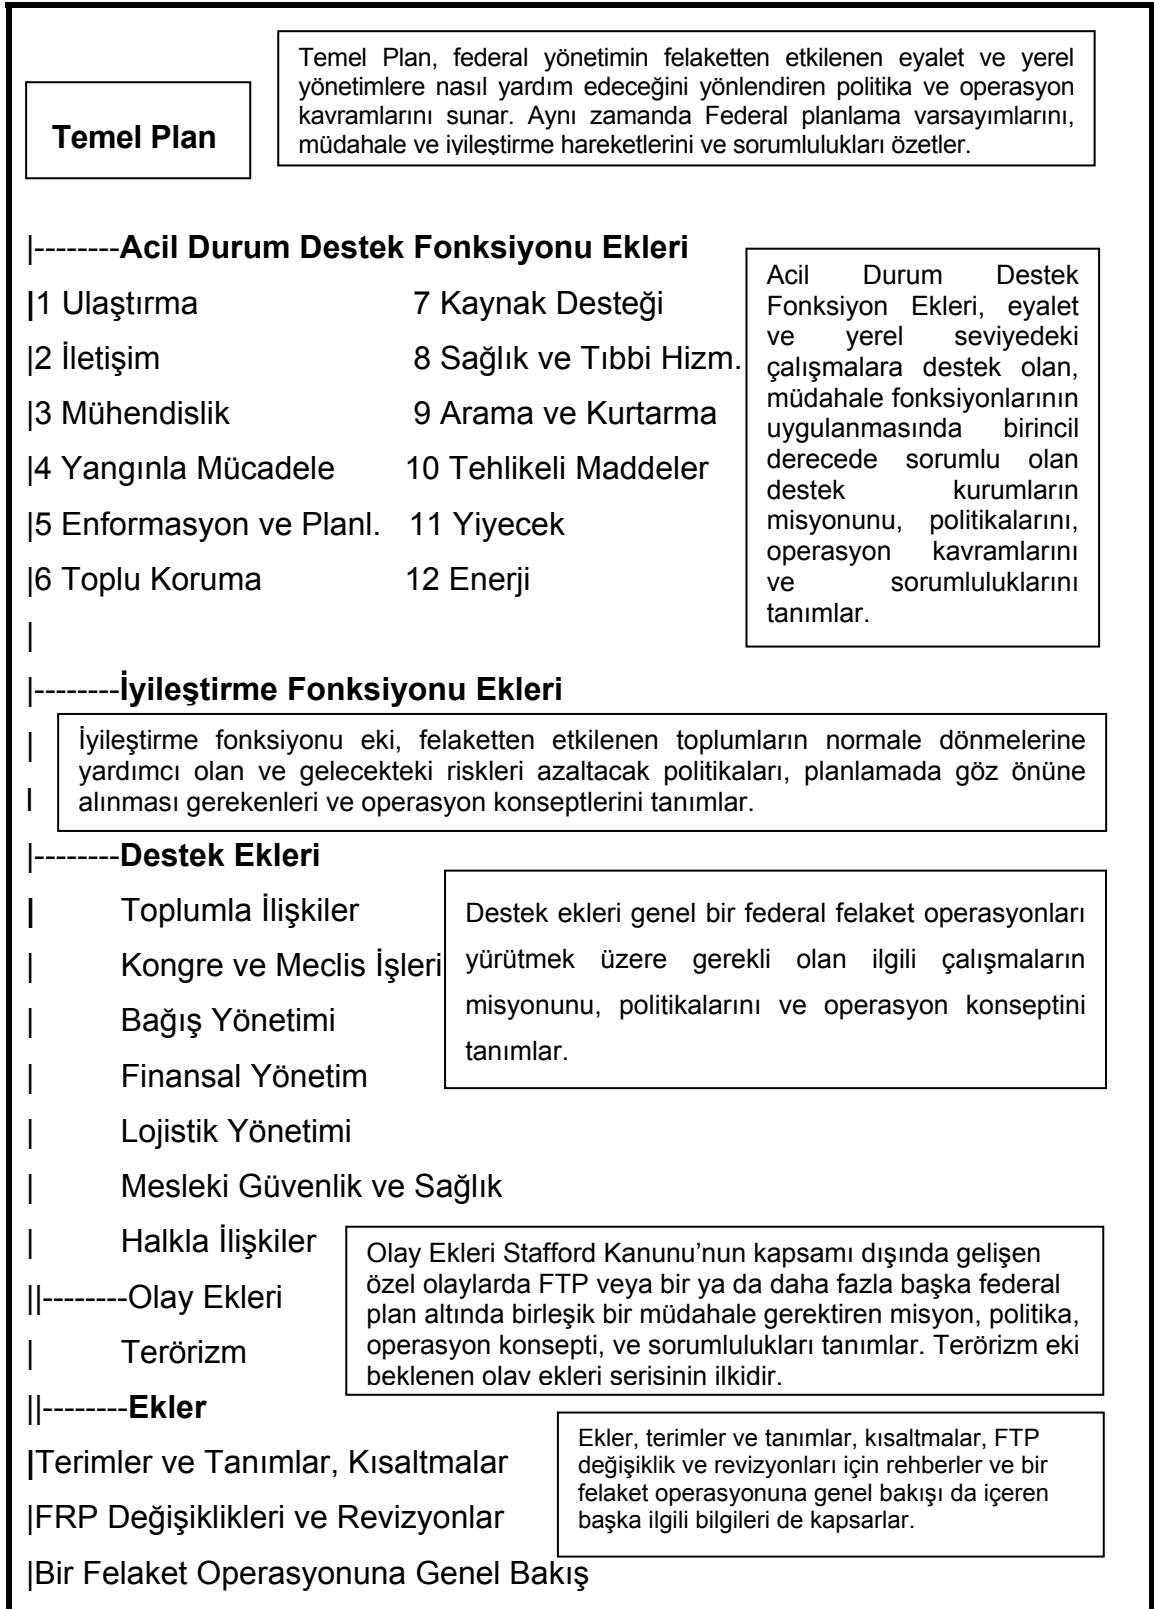 Temel Plan
Temel Plan, federal yönetimin felaketten etkilenen eyalet ve yerel
yönetimlere nasıl yardım edeceğini yönlendiren politika ve operasyon
kavramlarını sunar. Aynı zamanda Federal planlama varsayımlarını,
müdahale ve iyileştirme hareketlerini ve sorumlulukları özetler.
|--------Acil Durum Destek Fonksiyonu Ekleri
|1 Ulaştırma 7 Kaynak Desteği
|2 İletişim 8 Sağlık ve Tıbbi Hizm.
|3 Mühendislik 9 Arama ve Kurtarma
|4 Yangınla Mücadele 10 Tehlikeli Maddeler
|5 Enformasyon ve Planl. 11 Yiyecek
|6 Toplu Koruma 12 Enerji
|
Acil Durum Destek
Fonksiyon Ekleri, eyalet
ve yerel seviyedeki
çalışmalara destek olan,
müdahale fonksiyonlarının
uygulanmasında birincil
derecede sorumlu olan
destek kurumların
misyonunu, politikalarını,
operasyon kavramlarını
ve sorumluluklarını
tanımlar.
|--------İyileştirme Fonksiyonu Ekleri
| İyileştirme fonksiyonu eki, felaketten etkilenen toplumların normale dönmelerine
yardımcı olan ve gelecekteki riskleri azaltacak politikaları, planlamada göz önüne
| alınması gerekenleri ve operasyon konseptlerini tanımlar.
|--------Destek Ekleri
| Toplumla İlişkiler
| Kongre ve Meclis İşleri
| Bağış Yönetimi
| Finansal Yönetim
| Lojistik Yönetimi
| Mesleki Güvenlik ve Sağlık
| Halkla İlişkiler
Destek ekleri genel bir federal felaket operasyonları
yürütmek üzere gerekli olan ilgili çalışmaların
misyonunu, politikalarını ve operasyon konseptini
tanımlar.
||--------Olay Ekleri
| Terörizm
Olay Ekleri Stafford Kanunu’nun kapsamı dışında gelişen
özel olaylarda FTP veya bir ya da daha fazla başka federal
plan altında birleşik bir müdahale gerektiren misyon, politika,
operasyon konsepti, ve sorumlulukları tanımlar. Terörizm eki
beklenen olay ekleri serisinin ilkidir.
||--------Ekler
|Terimler ve Tanımlar, Kısaltmalar
|FRP Değişiklikleri ve Revizyonlar
|Bir Felaket Operasyonuna Genel Bakış
Ekler, terimler ve tanımlar, kısaltmalar, FTP
değişiklik ve revizyonları için rehberler ve bir
felaket operasyonuna genel bakışı da içeren
başka ilgili bilgileri de kapsarlar.